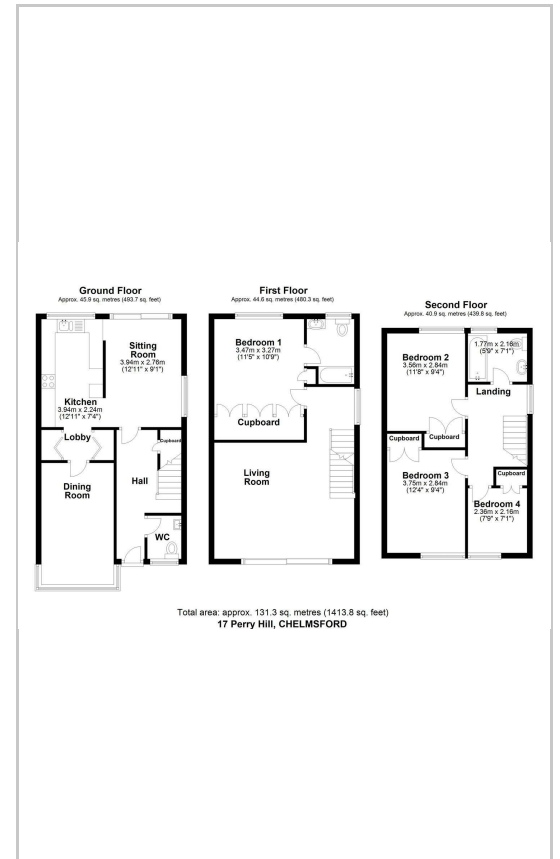 Ground Floor
Approx. 45.9 sq. metres (493.7 sq. feet)
Sitting
Room
3.94m x 2.76m
(12'11" x 9'1")
Kitchen
3.94m x 2.24m
(12'11" x 7'4")
Lobby
Cupboard
Dining
Room
Hall
WC
First Floor
Approx. 44.6 sq. metres (480.3 sq. feet)
Bedroom 1
3.47m x 3.27m
(11'5" x 10'9")
Cupboard
Living
Room
Second Floor
Approx. 40.9 sq. metres (439.8 sq. feet)
Bedroom 2
3.56m x 2.84m
(11'8" x 9'4")
1.77m x 2.16m
(5'9" x 7'1")
Landing
Cupboard
Cupboard
Bedroom 3
3.75m x 2.84m
(12'4" x 9'4")
Cupboard
Bedroom 4
2.36m x 2.16m
(7'9" x 7'1")
Total area: approx. 131.3 sq. metres (1413.8 sq. feet)
17 Perry Hill, CHELMSFORD